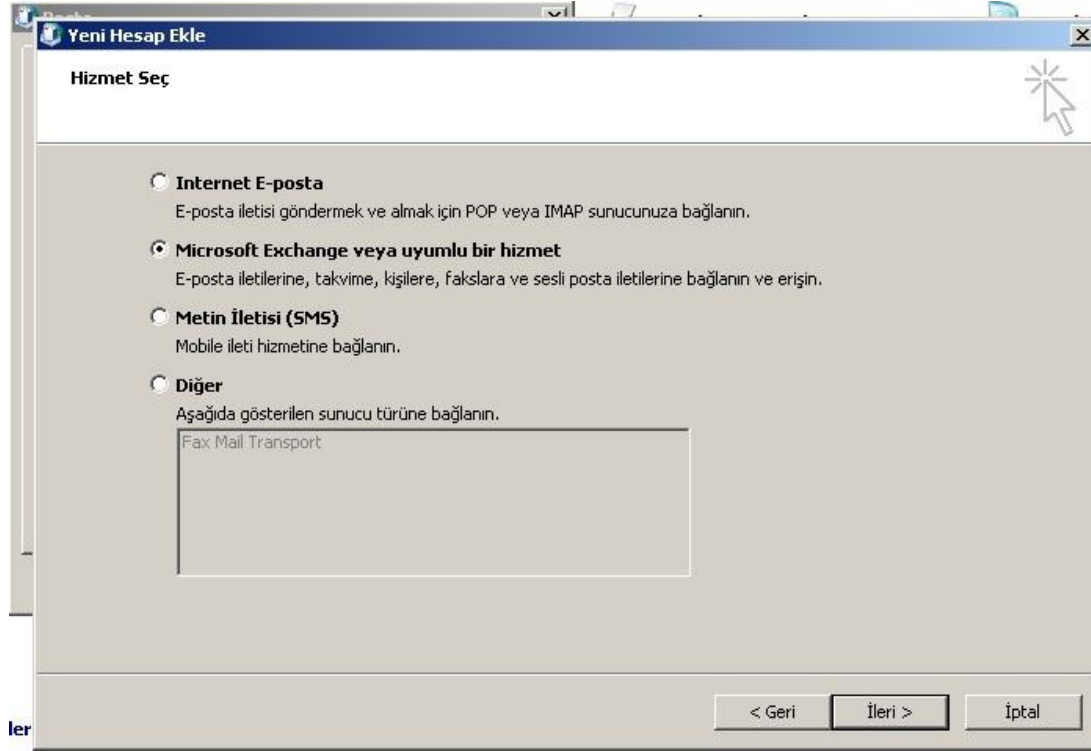 Posta
Yeni Hesap Ekle
Hizmet Seç
Internet E-posta
E-posta iletisi göndermek ve almak için POP veya IMAP sunucunuza bağlanın.
Microsoft Exchange veya uyumlu bir hizmet
E-posta iletilerine, takvime, kişilere, fakslara ve sesli posta iletilerine bağlanın ve erişin.
Metin İletisi (SMS)
Mobile ileti hizmetine bağlanın.
Diğer
Aşağıda gösterilen sunucu türüne bağlanın.
Fax Mail Transport
< Geri İleri > İptal
ler